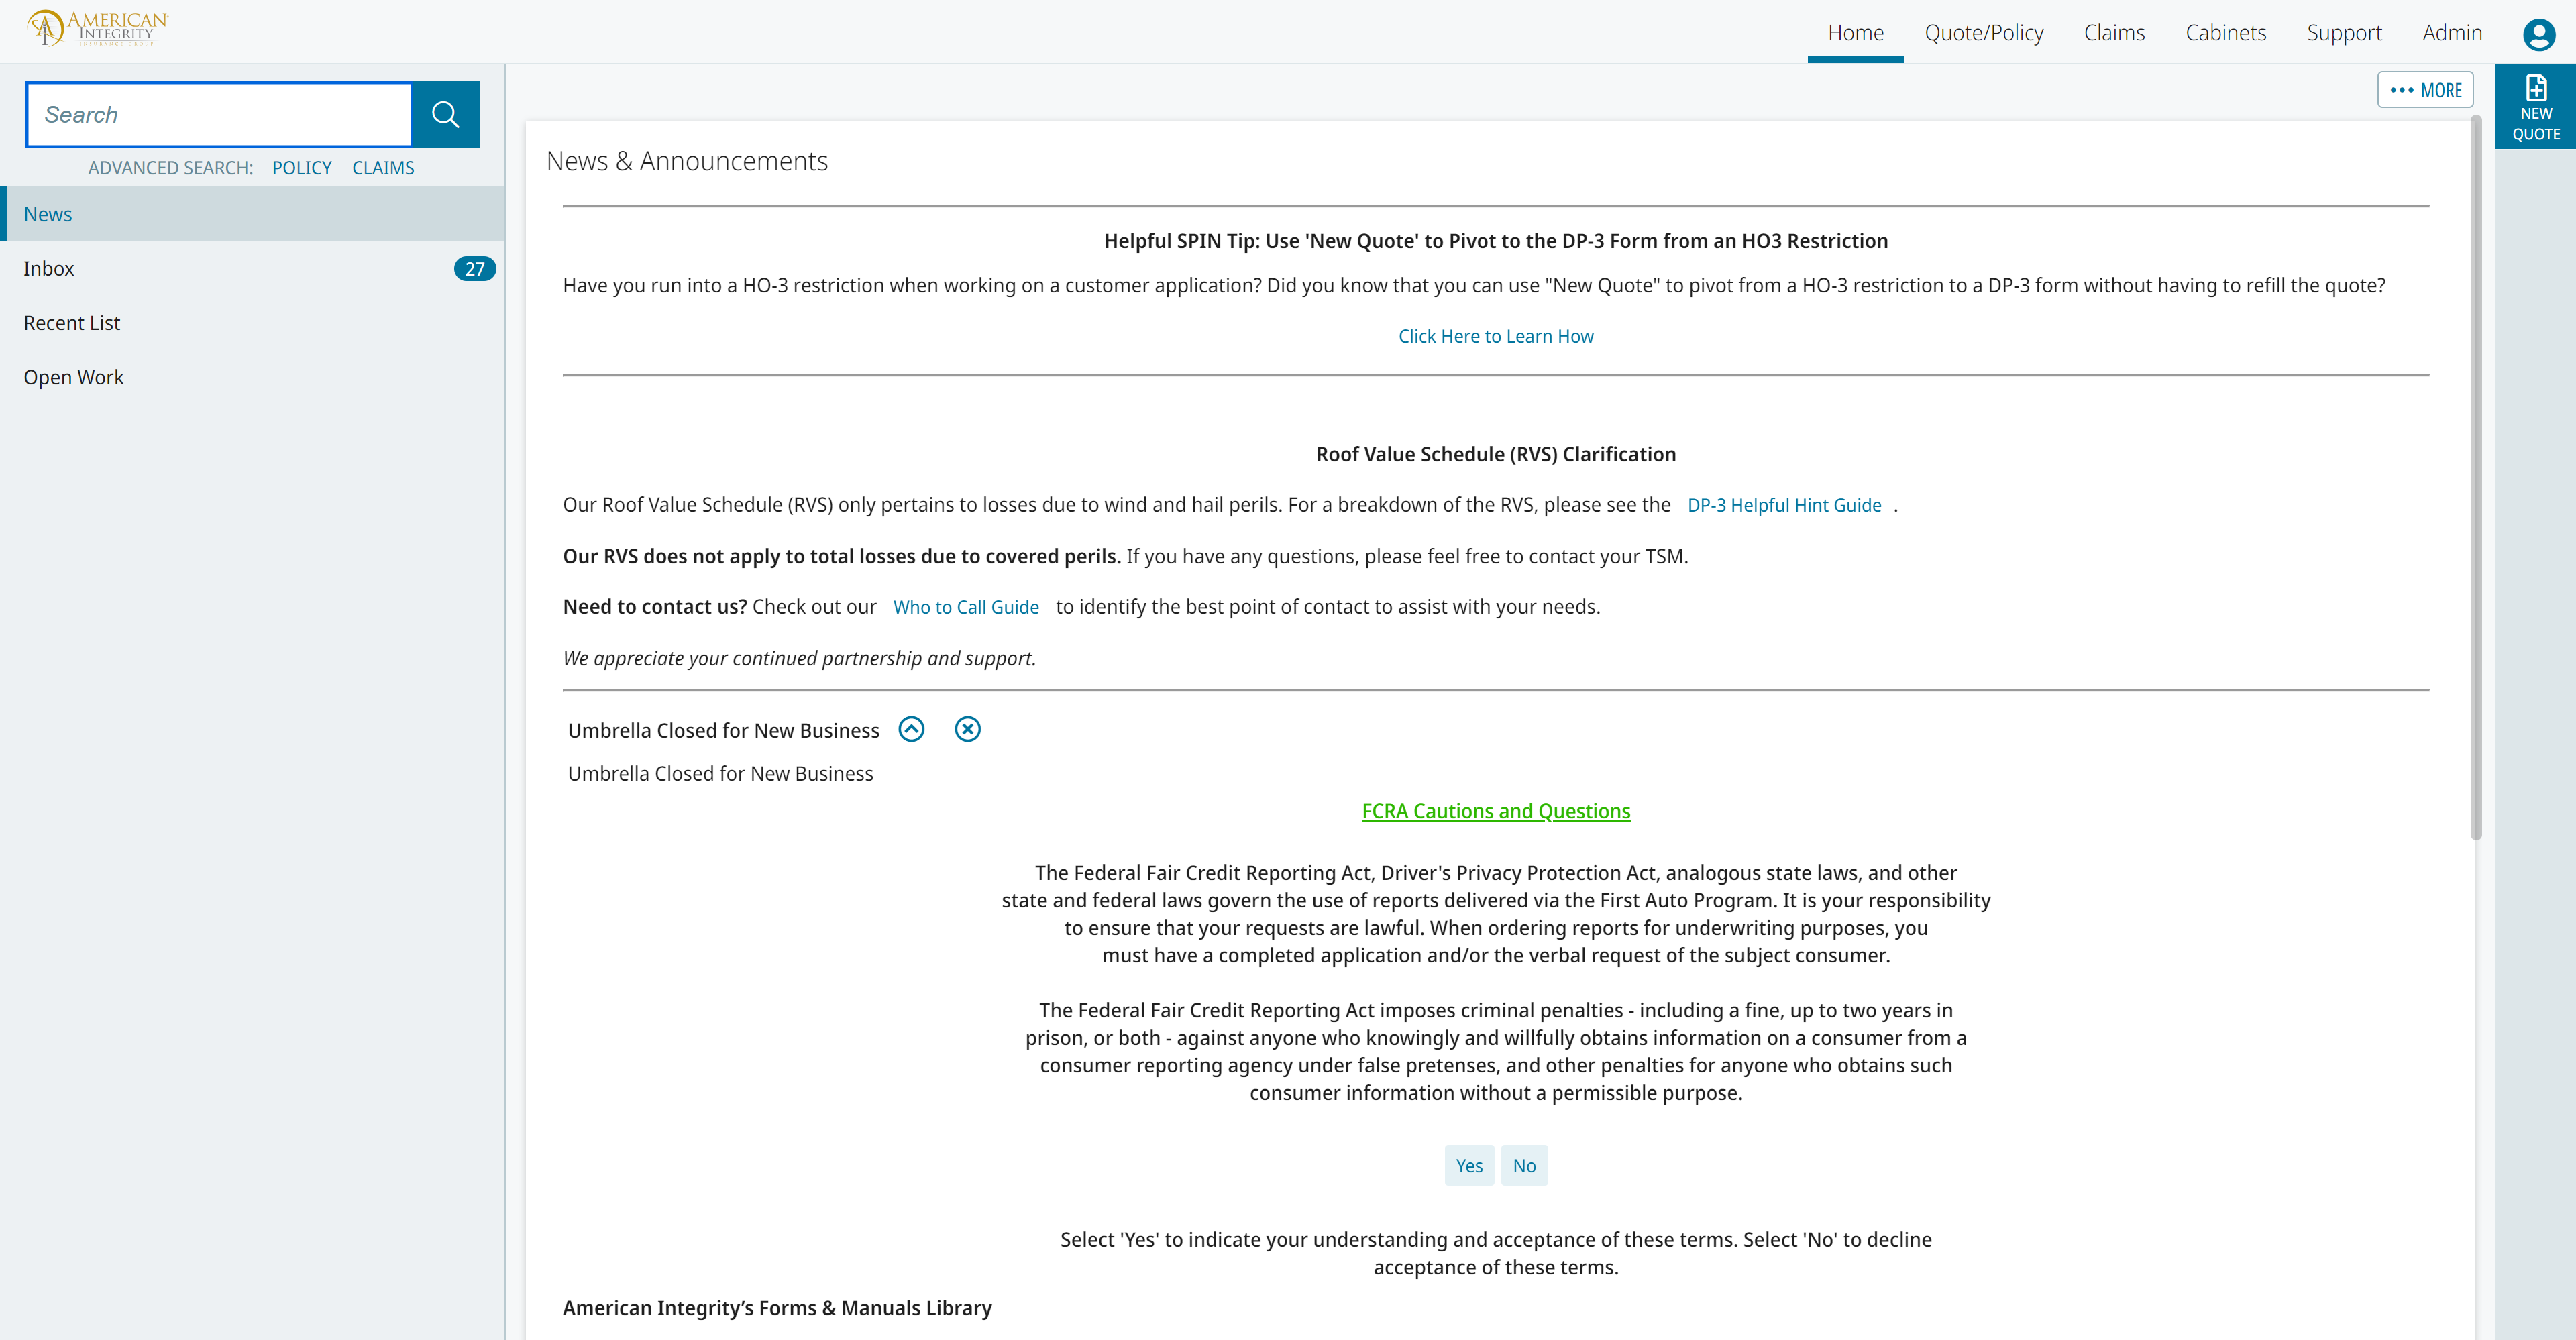 AMERICAN
INTEGRITY
INSURANCE GROUP
Home Quote/Policy Claims Cabinets Support Admin
Search
ADVANCED SEARCH: POLICY CLAIMS
News
Inbox 27
Recent List
Open Work
••• MORE
NEW
QUOTE
News & Announcements
Helpful SPIN Tip: Use 'New Quote' to Pivot to the DP-3 Form from an HO3 Restriction
Have you run into a HO-3 restriction when working on a customer application? Did you know that you can use "New Quote" to pivot from a HO-3 restriction to a DP-3 form without having to refill the quote?
Click Here to Learn How
Roof Value Schedule (RVS) Clarification
Our Roof Value Schedule (RVS) only pertains to losses due to wind and hail perils. For a breakdown of the RVS, please see the DP-3 Helpful Hint Guide .
Our RVS does not apply to total losses due to covered perils. If you have any questions, please feel free to contact your TSM.
Need to contact us? Check out our Who to Call Guide to identify the best point of contact to assist with your needs.
We appreciate your continued partnership and support.
Umbrella Closed for New Business
Umbrella Closed for New Business
FCRA Cautions and Questions
The Federal Fair Credit Reporting Act, Driver's Privacy Protection Act, analogous state laws, and other
state and federal laws govern the use of reports delivered via the First Auto Program. It is your responsibility
to ensure that your requests are lawful. When ordering reports for underwriting purposes, you
must have a completed application and/or the verbal request of the subject consumer.
The Federal Fair Credit Reporting Act imposes criminal penalties - including a fine, up to two years in
prison, or both - against anyone who knowingly and willfully obtains information on a consumer from a
consumer reporting agency under false pretenses, and other penalties for anyone who obtains such
consumer information without a permissible purpose.
Yes No
Select 'Yes' to indicate your understanding and acceptance of these terms. Select 'No' to decline
acceptance of these terms.
American Integrity’s Forms & Manuals Library